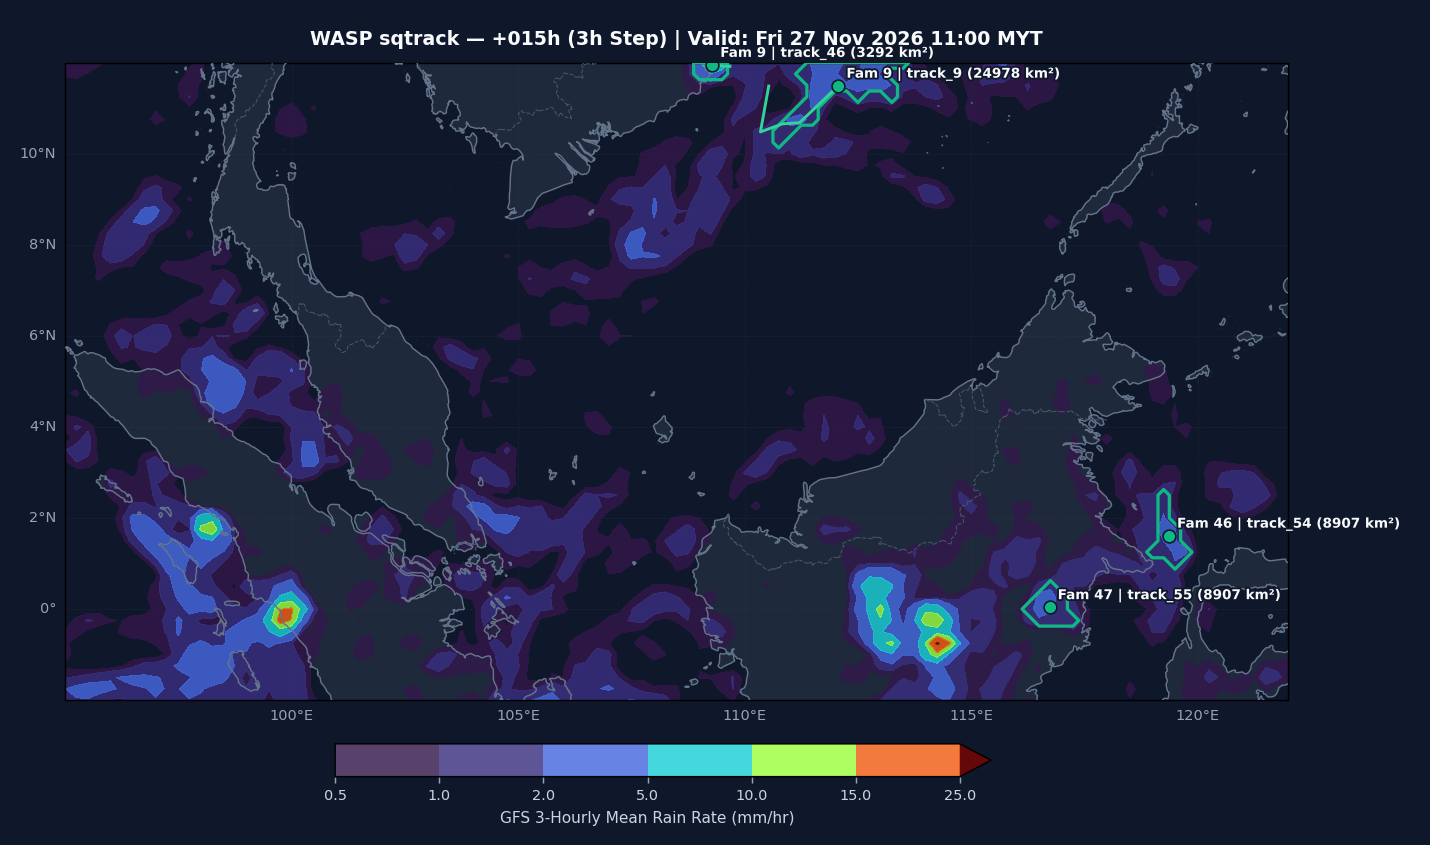 WASP sqtrack — +015h (3h Step) | Valid: Fri 27 Nov 2026 11:00 MYT
Fam 9 | track_46 (3292 km²)
Fam 9 | track_9 (24978 km²)
10°N
8°N
6°N
4°N
2°N
Fam 46 | track_54 (8907 km²)
Fam 47 | track_55 (8907 km²)
0°
100°E 105°E 110°E 115°E 120°E
0.5 1.0 2.0 5.0 10.0 15.0 25.0
GFS 3-Hourly Mean Rain Rate (mm/hr)